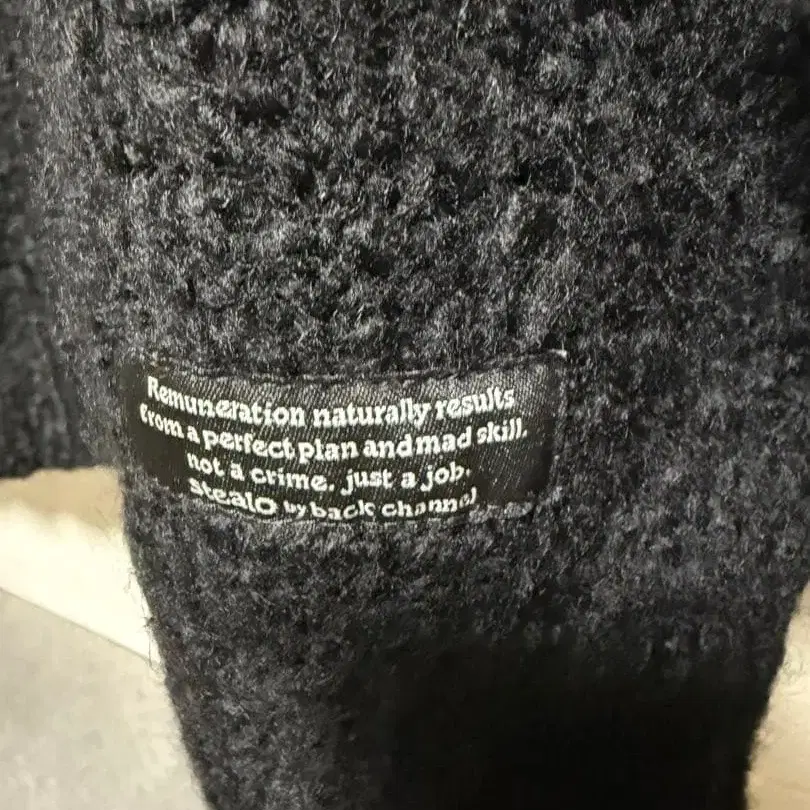 Remuneration naturally results
from a perfect plan and mad skill.
not a crime. just a job.
stealo by back channel